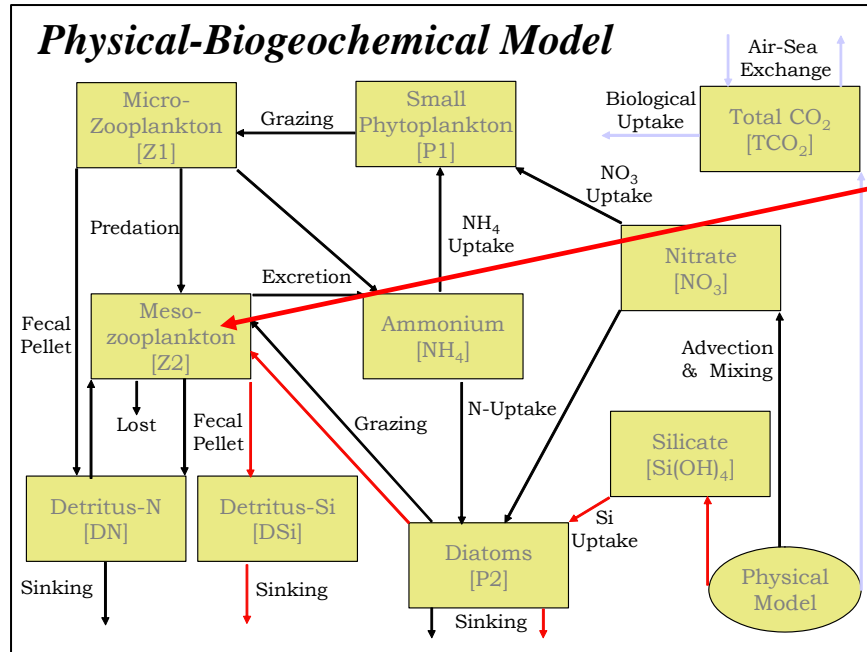 Physical-Biogeochemical Model
Air-Sea
Exchange
Micro-
Zooplankton
[Z1]
Grazing
Small
Phytoplankton
[P1]
Biological
Uptake
Total CO₂
[TCO₂]
NO₃
Uptake
Predation
NH₄
Uptake
Nitrate
[NO₃]
Excretion
Fecal
Pellet
Meso-
zooplankton
[Z2]
Ammonium
[NH₄]
Advection
& Mixing
Lost
Fecal
Pellet
Grazing
N-Uptake
Silicate
[Si(OH)₄]
Detritus-N
[DN]
Detritus-Si
[DSi]
Si
Uptake
Diatoms
[P2]
Physical
Model
Sinking
Sinking
Sinking